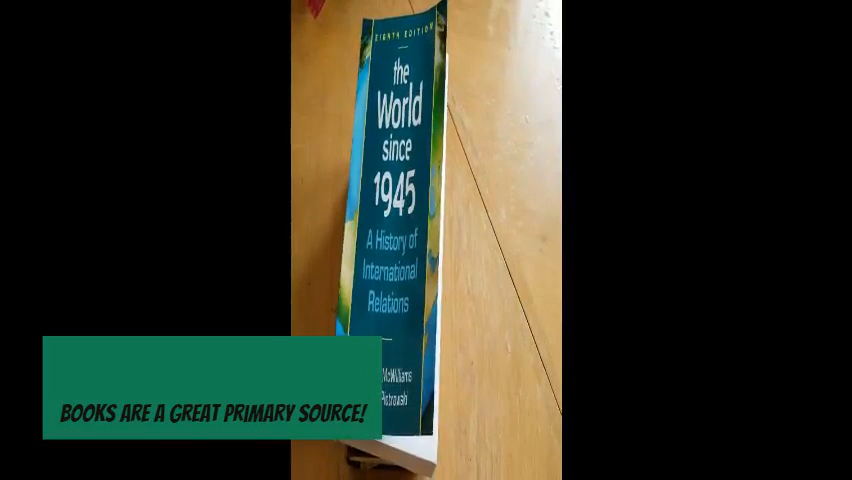 EIGHTH EDITION
the
World
since
1945
A History of
International
Relations
McWilliams
Piotrowski
BOOKS ARE A GREAT PRIMARY SOURCE!